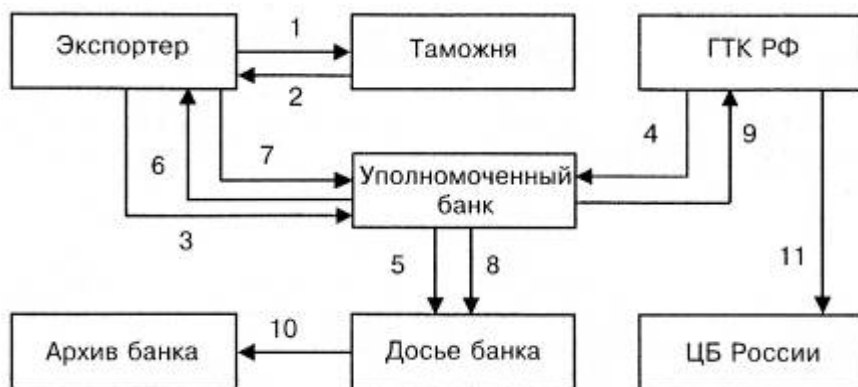 Экспортер
1
Таможня
ГТК РФ
2
4
9
6
7
Уполномоченный
банк
3
5
8
11
10
Архив банка
Досье банка
ЦБ России